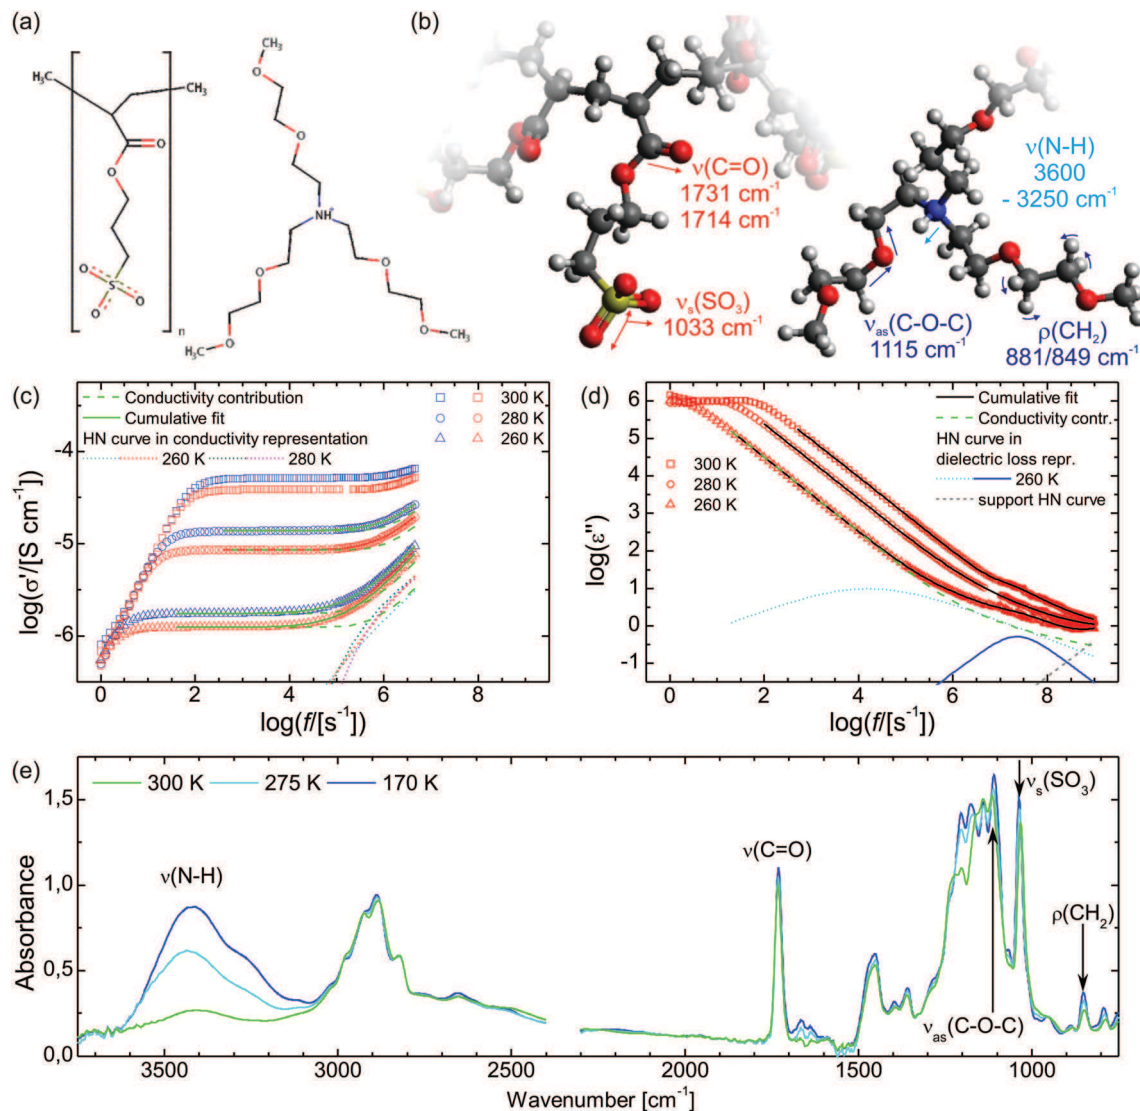 (a)
H₃C
CH₃
O
O
O
S
O
O
n
CH₃
O
O
NH⁺
O
O
O
O
CH₃
H₃C
(b)
ν(C=O)
1731 cm⁻¹
1714 cm⁻¹
νs(SO₃)
1033 cm⁻¹
ν(N-H)
3600
- 3250 cm⁻¹
νas(C-O-C)
1115 cm⁻¹
ρ(CH₂)
881/849 cm⁻¹
(c)
Conductivity contribution
Cumulative fit
HN curve in conductivity representation
260 K 280 K
300 K
280 K
260 K
-4
-5
-6
log(σ'/[S cm⁻¹])
0 2 4 6 8
log(f/[s⁻¹])
(d)
Cumulative fit
Conductivity contr.
HN curve in
dielectric loss repr.
260 K
support HN curve
300 K
280 K
260 K
6
5
4
3
2
1
0
-1
log(ε'')
0 2 4 6 8
log(f/[s⁻¹])
(e)
300 K 275 K 170 K
1,5
1,0
0,5
0,0
Absorbance
ν(N-H)
ν(C=O)
νs(SO₃)
ρ(CH₂)
νas(C-O-C)
3500 3000 2500 2000 1500 1000
Wavenumber [cm⁻¹]